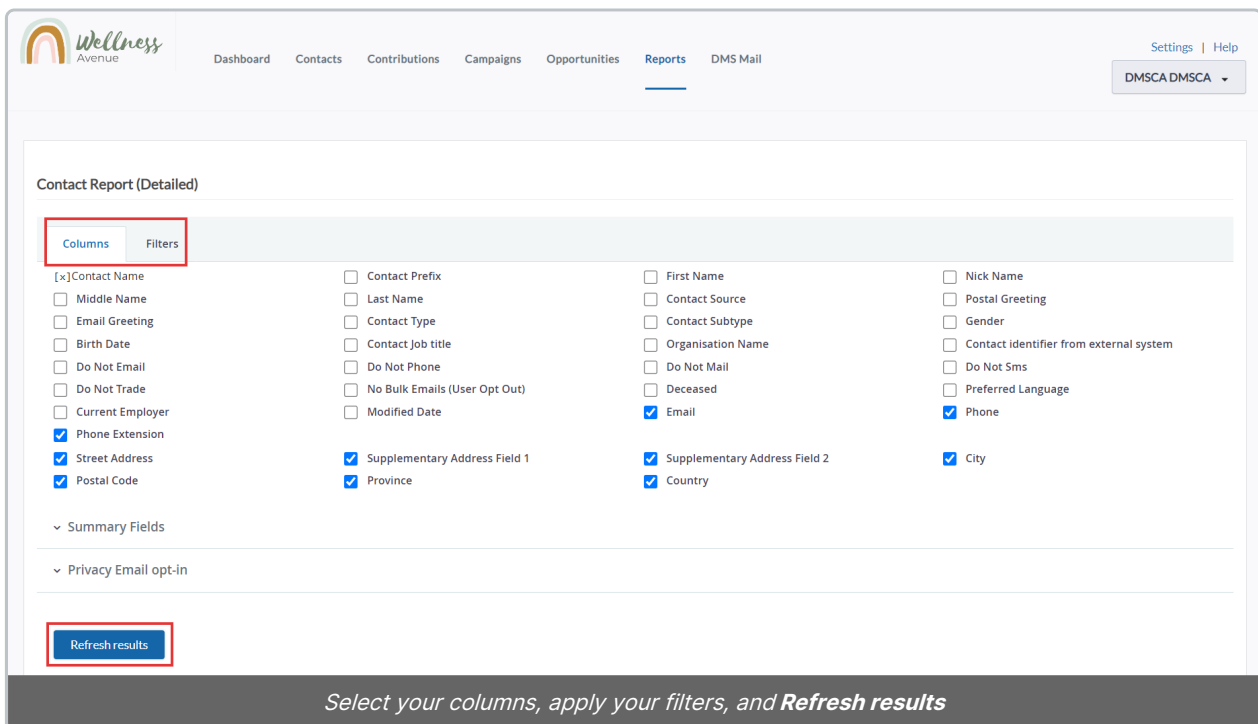 Wellness
Avenue
Dashboard Contacts Contributions Campaigns Opportunities Reports DMS Mail
Settings | Help
DMSCA DMSCA
Contact Report (Detailed)
Columns Filters
[x]Contact Name Contact Prefix First Name Nick Name
Middle Name Last Name Contact Source Postal Greeting
Email Greeting Contact Type Contact Subtype Gender
Birth Date Contact Job title Organisation Name Contact identifier from external system
Do Not Email Do Not Phone Do Not Mail Do Not Sms
Do Not Trade No Bulk Emails (User Opt Out) Deceased Preferred Language
Current Employer Modified Date Email Phone
Phone Extension
Street Address Supplementary Address Field 1 Supplementary Address Field 2 City
Postal Code Province Country
Summary Fields
Privacy Email opt-in
Refresh results
Select your columns, apply your filters, and Refresh results